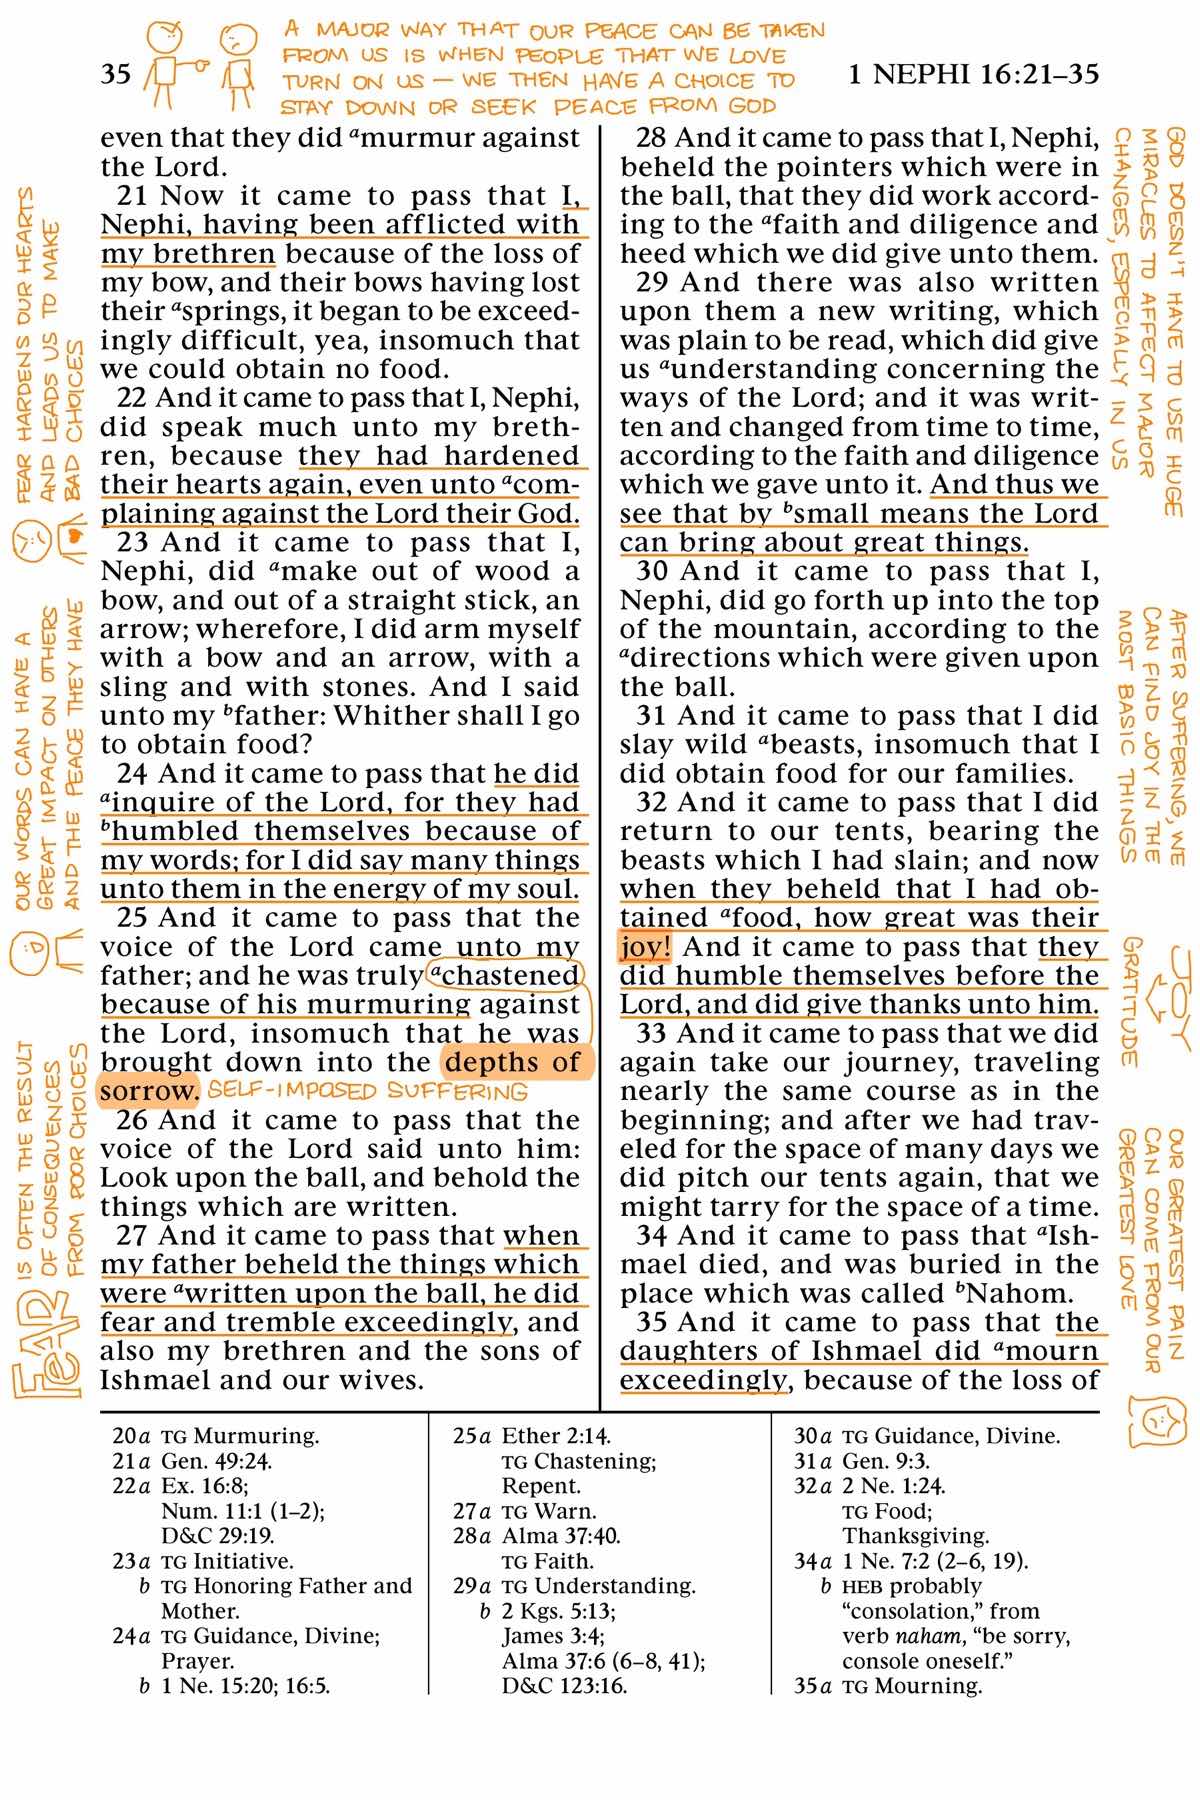 A MAJOR WAY THAT OUR PEACE CAN BE TAKEN
FROM US IS WHEN PEOPLE THAT WE LOVE
TURN ON US — WE THEN HAVE A CHOICE TO
STAY DOWN OR SEEK PEACE FROM GOD
35
1 NEPHI 16:21–35
even that they did ᵃmurmur against
the Lord.
21 Now it came to pass that I,
Nephi, having been afflicted with
my brethren because of the loss of
my bow, and their bows having lost
their ᵃsprings, it began to be exceed-
ingly difficult, yea, insomuch that
we could obtain no food.
22 And it came to pass that I, Nephi,
did speak much unto my breth-
ren, because they had hardened
their hearts again, even unto ᵃcom-
plaining against the Lord their God.
23 And it came to pass that I,
Nephi, did ᵃmake out of wood a
bow, and out of a straight stick, an
arrow; wherefore, I did arm myself
with a bow and an arrow, with a
sling and with stones. And I said
unto my ᵇfather: Whither shall I go
to obtain food?
24 And it came to pass that he did
ᵃinquire of the Lord, for they had
ᵇhumbled themselves because of
my words; for I did say many things
unto them in the energy of my soul.
25 And it came to pass that the
voice of the Lord came unto my
father; and he was truly ᵃchastened
because of his murmuring against
the Lord, insomuch that he was
brought down into the depths of
sorrow. SELF-IMPOSED SUFFERING
26 And it came to pass that the
voice of the Lord said unto him:
Look upon the ball, and behold the
things which are written.
27 And it came to pass that when
my father beheld the things which
were ᵃwritten upon the ball, he did
fear and tremble exceedingly, and
also my brethren and the sons of
Ishmael and our wives.
28 And it came to pass that I, Nephi,
beheld the pointers which were in
the ball, that they did work accord-
ing to the ᵃfaith and diligence and
heed which we did give unto them.
29 And there was also written
upon them a new writing, which
was plain to be read, which did give
us ᵃunderstanding concerning the
ways of the Lord; and it was writ-
ten and changed from time to time,
according to the faith and diligence
which we gave unto it. And thus we
see that by ᵇsmall means the Lord
can bring about great things.
30 And it came to pass that I,
Nephi, did go forth up into the top
of the mountain, according to the
ᵃdirections which were given upon
the ball.
31 And it came to pass that I did
slay wild ᵃbeasts, insomuch that I
did obtain food for our families.
32 And it came to pass that I did
return to our tents, bearing the
beasts which I had slain; and now
when they beheld that I had ob-
tained ᵃfood, how great was their
joy! And it came to pass that they
did humble themselves before the
Lord, and did give thanks unto him.
33 And it came to pass that we did
again take our journey, traveling
nearly the same course as in the
beginning; and after we had trav-
eled for the space of many days we
did pitch our tents again, that we
might tarry for the space of a time.
34 And it came to pass that ᵃIsh-
mael died, and was buried in the
place which was called ᵇNahom.
35 And it came to pass that the
daughters of Ishmael did ᵃmourn
exceedingly, because of the loss of
FEAR HARDENS OUR HEARTS
AND LEADS US TO MAKE
BAD CHOICES
OUR WORDS CAN HAVE A
GREAT IMPACT ON OTHERS
AND THE PEACE THEY HAVE
FEAR
IS OFTEN THE RESULT
OF CONSEQUENCES
FROM POOR CHOICES
GOD DOESN'T HAVE TO USE HUGE
MIRACLES TO AFFECT MAJOR
CHANGES, ESPECIALLY IN US
AFTER SUFFERING, WE
CAN FIND JOY IN THE
MOST BASIC THINGS
JOY
GRATITUDE
OUR GREATEST PAIN
CAN COME FROM OUR
GREATEST LOVE
20a TG Murmuring.
21a Gen. 49:24.
22a Ex. 16:8;
Num. 11:1 (1–2);
D&C 29:19.
23a TG Initiative.
b TG Honoring Father and
Mother.
24a TG Guidance, Divine;
Prayer.
b 1 Ne. 15:20; 16:5.
25a Ether 2:14.
TG Chastening;
Repent.
27a TG Warn.
28a Alma 37:40.
TG Faith.
29a TG Understanding.
b 2 Kgs. 5:13;
James 3:4;
Alma 37:6 (6–8, 41);
D&C 123:16.
30a TG Guidance, Divine.
31a Gen. 9:3.
32a 2 Ne. 1:24.
TG Food;
Thanksgiving.
34a 1 Ne. 7:2 (2–6, 19).
b HEB probably
“consolation,” from
verb naham, “be sorry,
console oneself.”
35a TG Mourning.